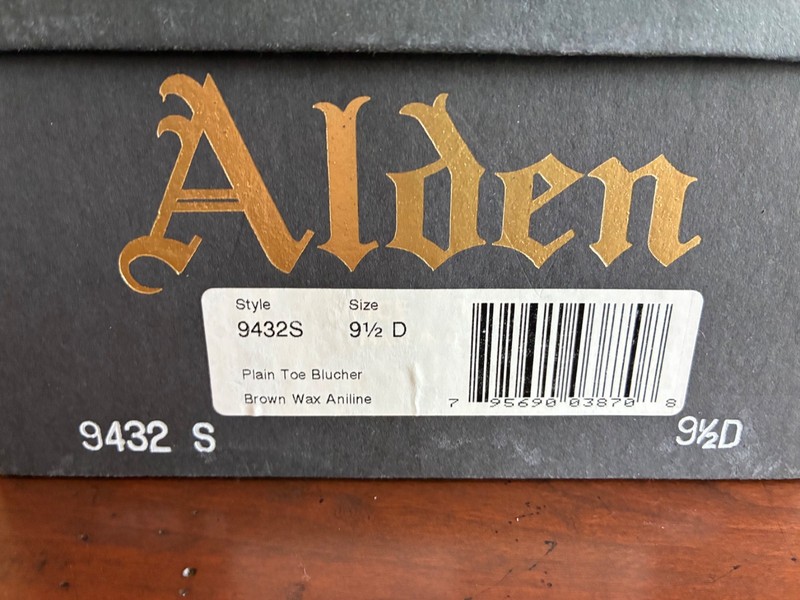 Alden
Style Size
9432S 9½ D
Plain Toe Blucher
Brown Wax Aniline
7 95690 03870 8
9432 S 9½D